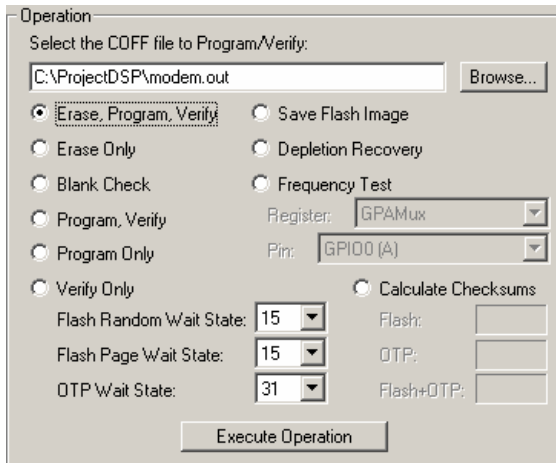 Operation
Select the COFF file to Program/Verify:
C:\ProjectDSP\modem.out
Browse...
Erase, Program, Verify
Save Flash Image
Erase Only
Depletion Recovery
Blank Check
Frequency Test
Program, Verify
Register: GPAMux
Program Only
Pin: GPIO0 (A)
Verify Only
Calculate Checksums
Flash Random Wait State: 15
Flash:
Flash Page Wait State: 15
OTP:
OTP Wait State: 31
Flash+OTP:
Execute Operation